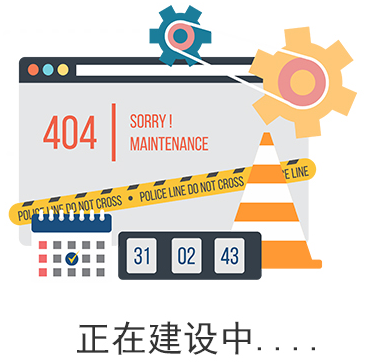 404
SORRY !
MAINTENANCE
POLICE LINE DO NOT CROSS • POLICE LINE DO NOT CROSS
CE LINE
31 02 43
正在建设中....